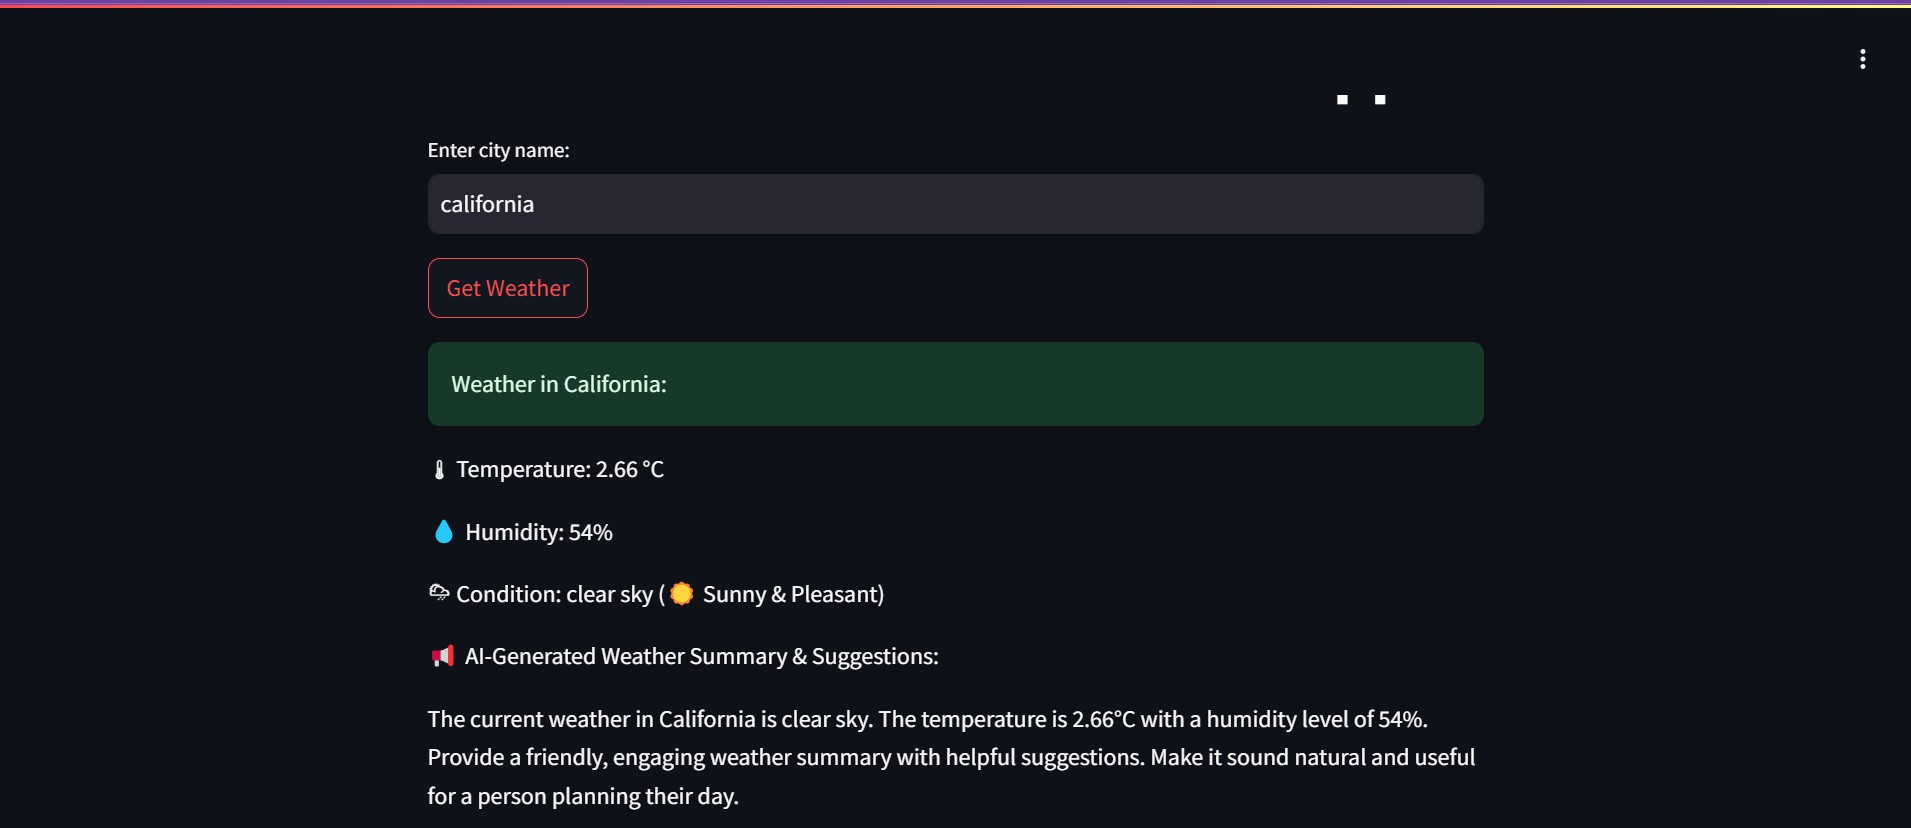 Enter city name:
california
Get Weather
Weather in California:
🌡 Temperature: 2.66 °C
💧 Humidity: 54%
🌦 Condition: clear sky (☀️ Sunny & Pleasant)
📢 AI-Generated Weather Summary & Suggestions:
The current weather in California is clear sky. The temperature is 2.66°C with a humidity level of 54%.
Provide a friendly, engaging weather summary with helpful suggestions. Make it sound natural and useful
for a person planning their day.